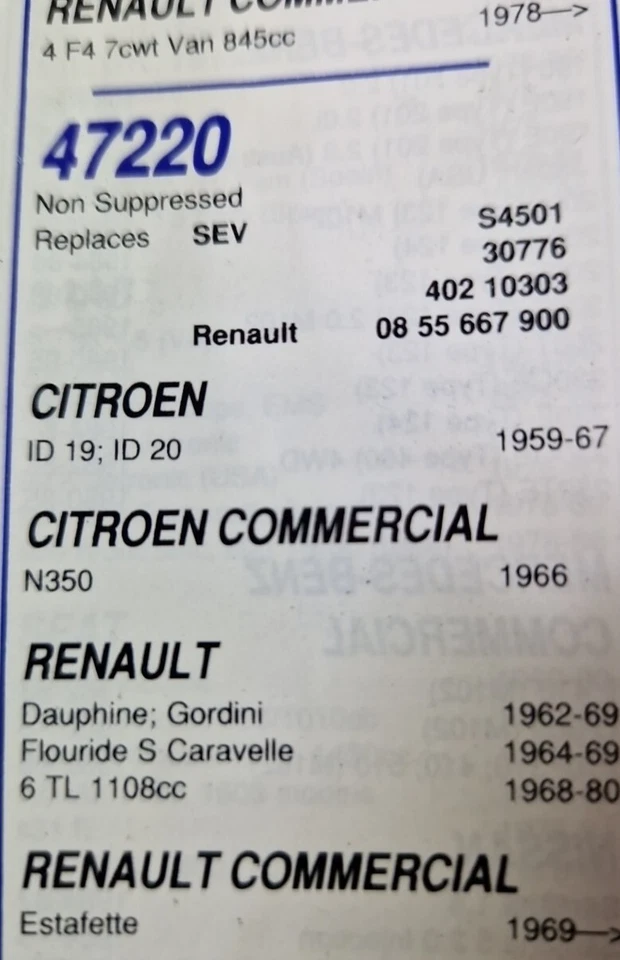 RENAULT COMME
4 F4 7cwt Van 845cc 1978—>
47220
Non Suppressed
Replaces SEV S4501
30776
402 10303
Renault 08 55 667 900
CITROEN
ID 19; ID 20 1959-67
CITROEN COMMERCIAL
N350 1966
RENAULT
Dauphine; Gordini 1962-69
Flouride S Caravelle 1964-69
6 TL 1108cc 1968-80
RENAULT COMMERCIAL
Estafette 1969—>